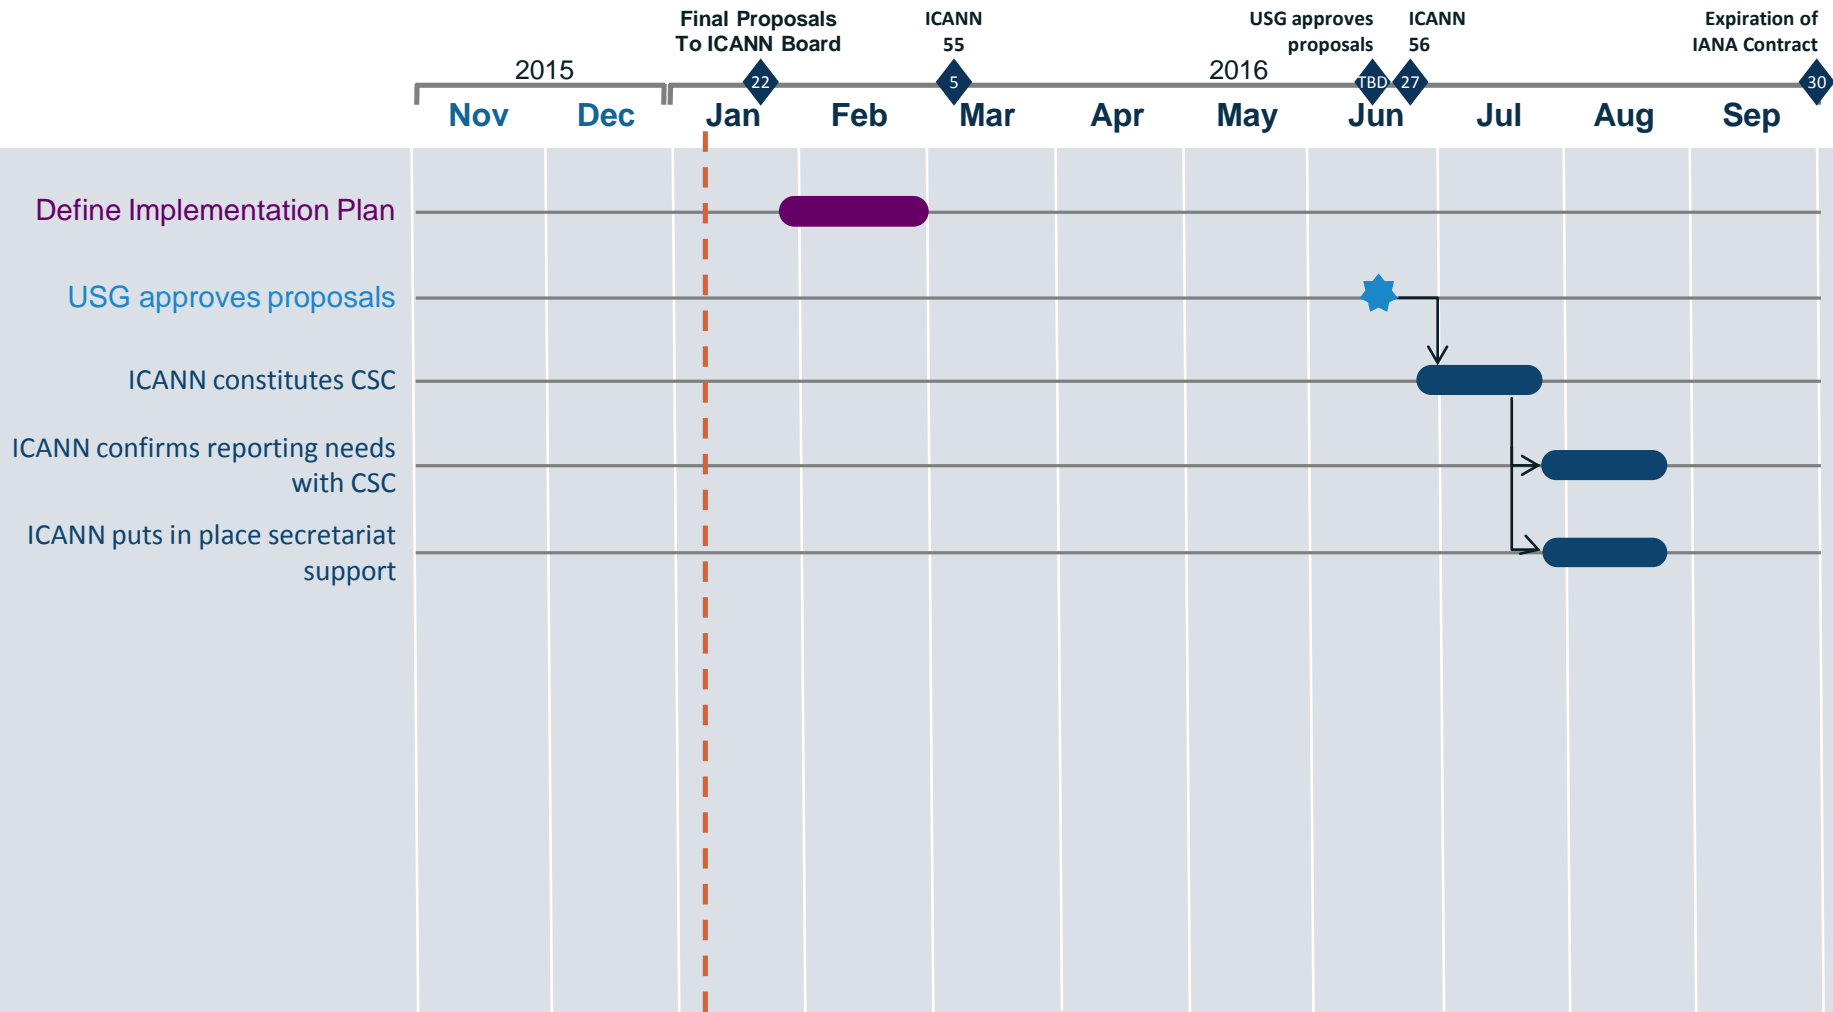 Final Proposals
To ICANN Board
ICANN
55
USG approves
proposals
ICANN
56
Expiration of
IANA Contract
2015
2016
22
5
TBD
27
30
Nov
Dec
Jan
Feb
Mar
Apr
May
Jun
Jul
Aug
Sep
Define Implementation Plan
USG approves proposals
ICANN constitutes CSC
ICANN confirms reporting needs
with CSC
ICANN puts in place secretariat
support